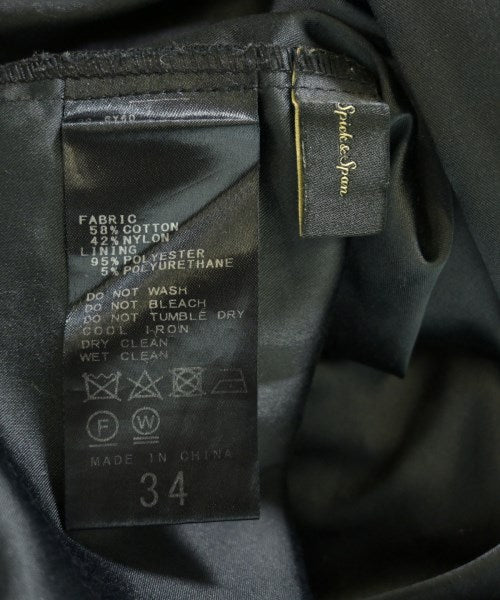 FABRIC
58% COTTON
42% NYLON
LINING
95% POLYESTER
5% POLYURETHANE
DO NOT WASH
DO NOT BLEACH
DO NOT TUMBLE DRY
COOL IRON
DRY CLEAN
WET CLEAN
F W
MADE IN CHINA
34
Spick & Span